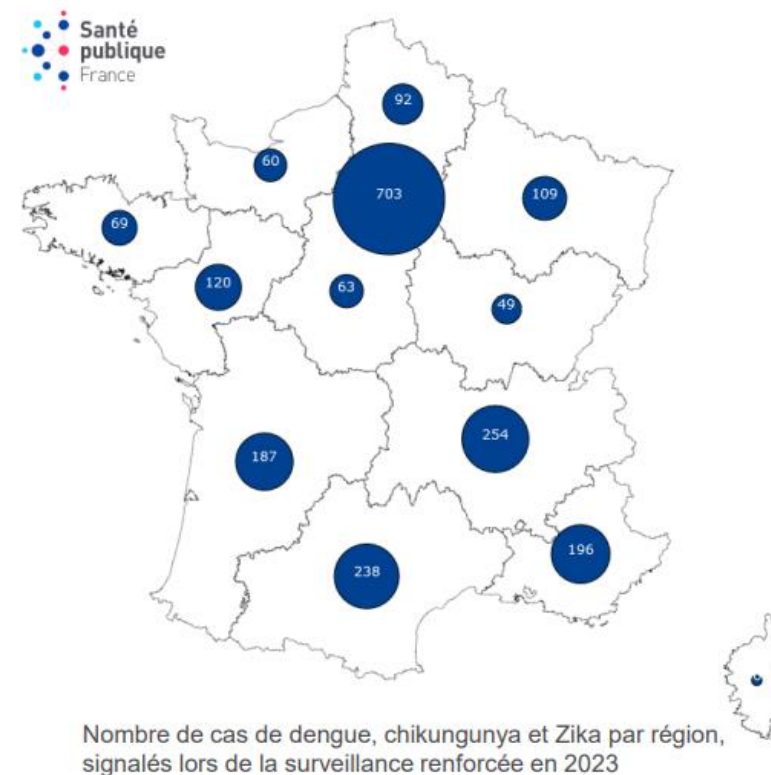 Santé
publique
France
92
60
703
109
69
120
63
49
254
187
196
238
Nombre de cas de dengue, chikungunya et Zika par région,
signalés lors de la surveillance renforcée en 2023